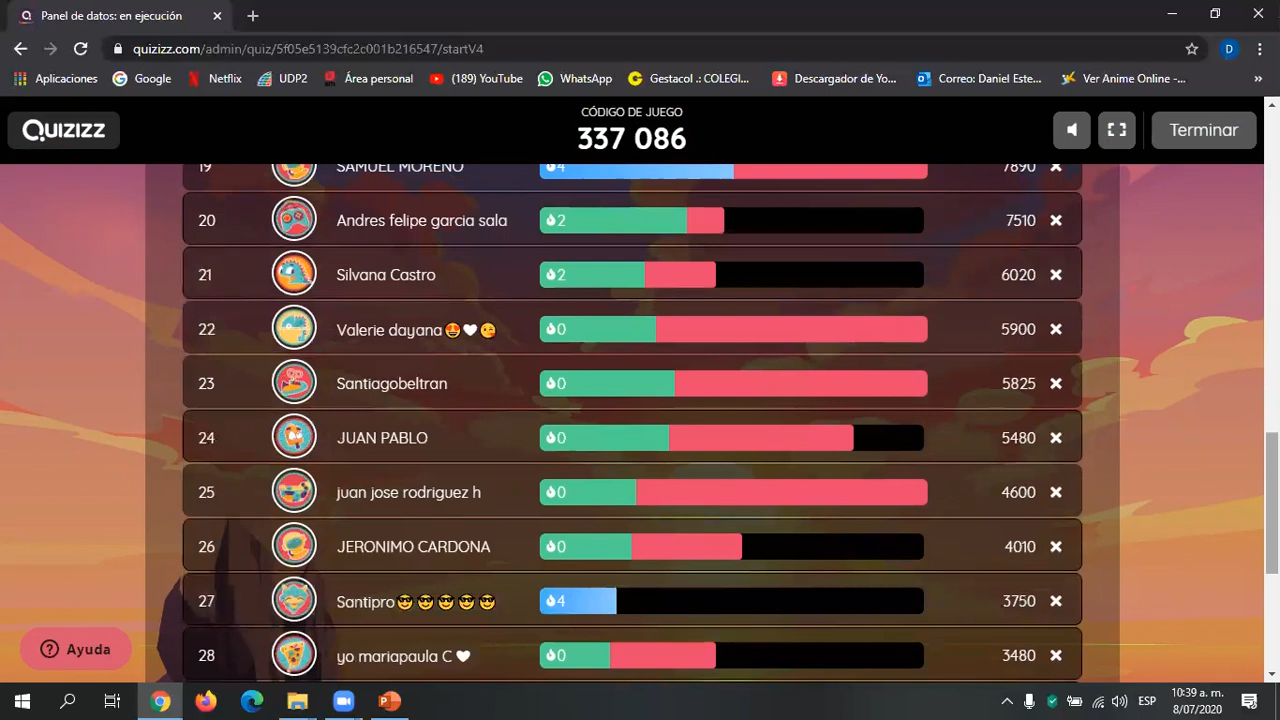 Panel de datos: en ejecución
quizizz.com/admin/quiz/5f05e5139cfc2c001b216547/startV4
D
Aplicaciones Google Netflix UDP2 Área personal (189) YouTube WhatsApp Gestacol .: COLEGI... Descargador de Yo... Correo: Daniel Este... Ver Anime Online -... »
Quizizz
CÓDIGO DE JUEGO
337 086
Terminar
19 SAMUEL MORENO 4 7890
20 Andres felipe garcia sala 2 7510
21 Silvana Castro 2 6020
22 Valerie dayana🤩🤍😘 0 5900
23 Santiagobeltran 0 5825
24 JUAN PABLO 0 5480
25 juan jose rodriguez h 0 4600
26 JERONIMO CARDONA 0 4010
27 Santipro😎😎😎😎😎 4 3750
28 yo mariapaula C 🤍 0 3480
Ayuda
ESP
10:39 a. m.
8/07/2020